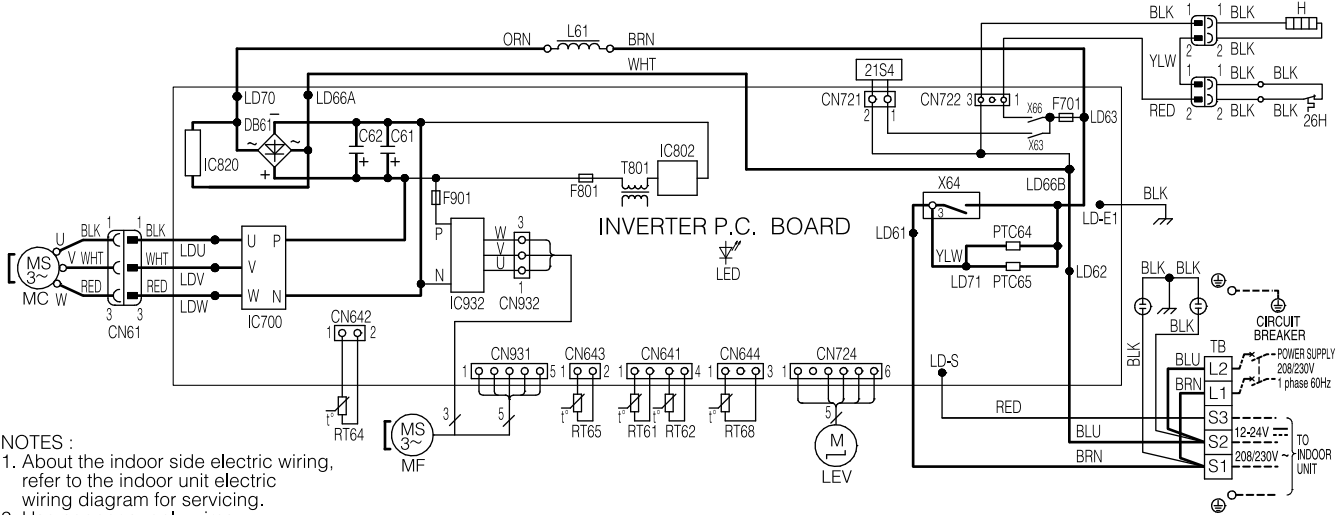 BLK 1 1 BLK H
ORN L61 BRN
WHT
YLW 2 2 BLK
21S4
1 1 BLK BLK
RED 2 2 BLK BLK 26H
LD70 LD66A
CN721 CN722 3 1
2 1
X66 F701
X63
LD63
DB61 −
~ ~
+
C62 C61
+ +
IC820
T801 IC802
F801
F901
LD66B
X64
3
LD-E1
BLK
INVERTER P.C. BOARD
LED
LD61
PTC64
YLW
LD71 PTC65
LD62
U BLK 1 1 BLK LDU U P
MS 3~ V WHT WHT LDV V
MC W RED 3 3 RED LDW W N
CN61
IC700
P W 3
V
N U 1
IC932 CN932
BLK BLK
BLK
BLK
CIRCUIT
BREAKER
TB
BLU L2
BRN L1
POWER SUPPLY
208/230V
1 phase 60Hz
S3
S2 12-24V
S1 208/230V ~
TO
INDOOR
UNIT
CN642
1 2
t° RT64
CN931
1 5
CN643
1 2
CN641
1 4
CN644
1 3
CN724
1 6
LD-S
RED
BLU
BRN
3 5
MS 3~
MF
t° RT65
t° RT61 t° RT62
t° RT68
5
M
LEV
NOTES :
1. About the indoor side electric wiring,
refer to the indoor unit electric
wiring diagram for servicing.